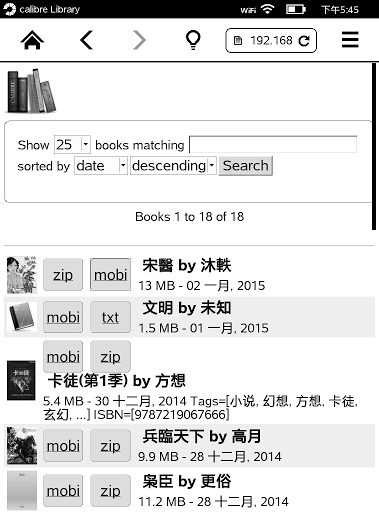 calibre Library WiFi 下午5:45
192.168
Show 25 books matching
sorted by date descending Search
Books 1 to 18 of 18
zip mobi 宋醫 by 沐軼
13 MB - 02 一月, 2015
mobi txt 文明 by 未知
1.5 MB - 01 一月, 2015
mobi zip
卡徒(第1季) by 方想
5.4 MB - 30 十二月, 2014 Tags=[小说, 幻想, 方想, 卡徒,
玄幻, ...] ISBN=[9787219067666]
mobi zip 兵臨天下 by 高月
9.9 MB - 28 十二月, 2014
mobi zip 梟臣 by 更俗
11.2 MB - 28 十二月, 2014